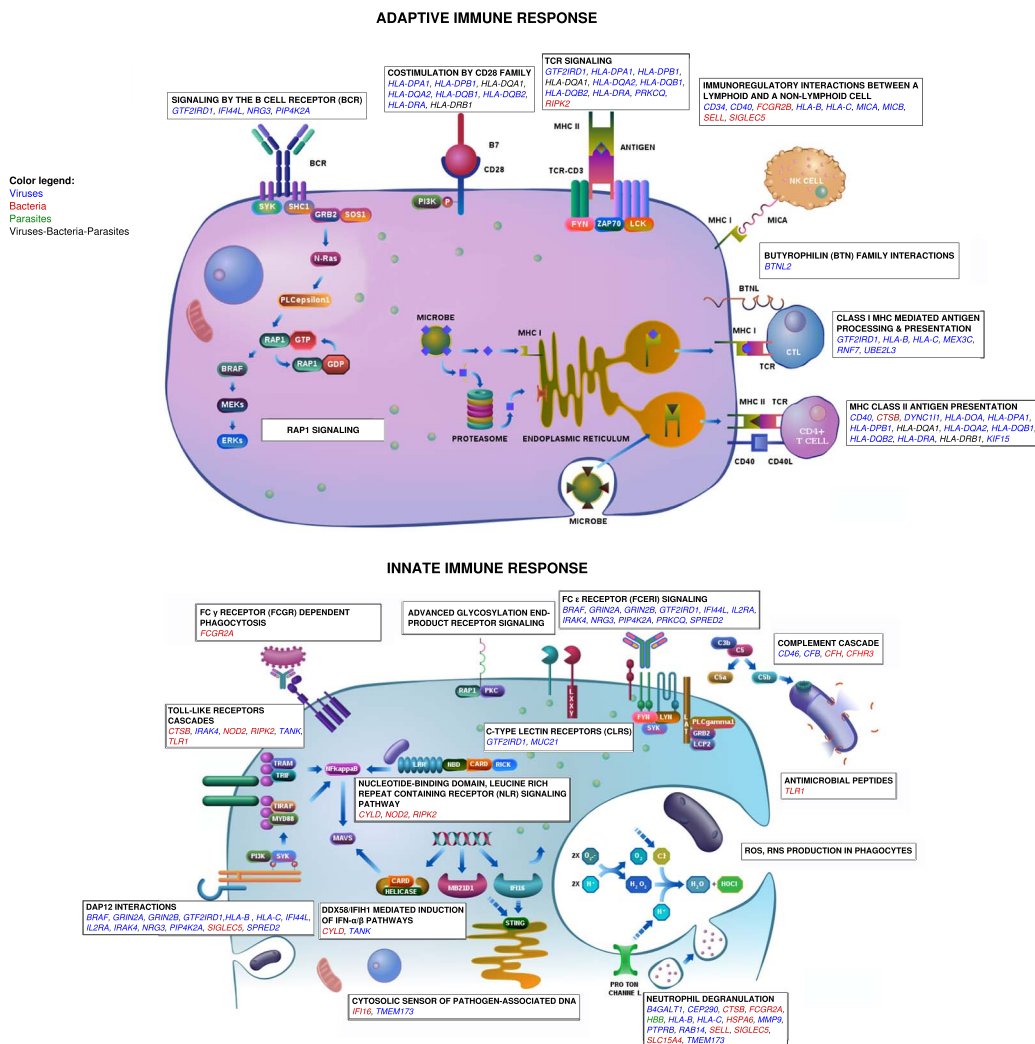 ADAPTIVE IMMUNE RESPONSE
SIGNALING BY THE B CELL RECEPTOR (BCR)
GTF2IRD1, IFI44L, NRG3, PIP4K2A
COSTIMULATION BY CD28 FAMILY
HLA-DPA1, HLA-DPB1, HLA-DQA1,
HLA-DQA2, HLA-DQB1, HLA-DQB2,
HLA-DRA, HLA-DRB1
TCR SIGNALING
GTF2IRD1, HLA-DPA1, HLA-DPB1,
HLA-DQA1, HLA-DQA2, HLA-DQB1,
HLA-DQB2, HLA-DRA, PRKCQ,
RIPK2
IMMUNOREGULATORY INTERACTIONS BETWEEN A
LYMPHOID AND A NON-LYMPHOID CELL
CD34, CD40, FCGR2B, HLA-B, HLA-C, MICA, MICB,
SELL, SIGLEC5
Color legend:
Viruses
Bacteria
Parasites
Viruses-Bacteria-Parasites
BCR
SYK
SHC1
GRB2
SOS1
N-Ras
PLCepsilon1
RAP1
GTP
RAP1
GDP
BRAF
MEKs
ERKs
RAP1 SIGNALING
B7
CD28
PI3K
P
MHC II
ANTIGEN
TCR-CD3
FYN
ZAP70
LCK
NK CELL
MHC I
MICA
BUTYROPHILIN (BTN) FAMILY INTERACTIONS
BTNL2
BTNL
MHC I
CTL
TCR
CLASS I MHC MEDIATED ANTIGEN
PROCESSING & PRESENTATION
GTF2IRD1, HLA-B, HLA-C, MEX3C,
RNF7, UBE2L3
MICROBE
MHC I
PROTEASOME
ENDOPLASMIC RETICULUM
MICROBE
MHC II
TCR
CD4+
T CELL
CD40
CD40L
MHC CLASS II ANTIGEN PRESENTATION
CD40, CTSB, DYNC1I1, HLA-DOA, HLA-DPA1,
HLA-DPB1, HLA-DQA1, HLA-DQA2, HLA-DQB1,
HLA-DQB2, HLA-DRA, HLA-DRB1, KIF15
INNATE IMMUNE RESPONSE
FC γ RECEPTOR (FCGR) DEPENDENT
PHAGOCYTOSIS
FCGR2A
ADVANCED GLYCOSYLATION END-
PRODUCT RECEPTOR SIGNALING
FC ε RECEPTOR (FCERI) SIGNALING
BRAF, GRIN2A, GRIN2B, GTF2IRD1, IFI44L, IL2RA,
IRAK4, NRG3, PIP4K2A, PRKCQ, SPRED2
COMPLEMENT CASCADE
CD46, CFB, CFH, CFHR3
C3b
C5
C5a
C5b
RAP1
PKC
LXXY
FYN
LYN
SYK
LAT
PLCgamma1
GRB2
LCP2
TOLL-LIKE RECEPTORS
CASCADES
CTSB, IRAK4, NOD2, RIPK2, TANK,
TLR1
C-TYPE LECTIN RECEPTORS (CLRS)
GTF2IRD1, MUC21
ANTIMICROBIAL PEPTIDES
TLR1
TRAM
TRIF
NFkappaB
LRR
NBD
CARD
RICK
NUCLEOTIDE-BINDING DOMAIN, LEUCINE RICH
REPEAT CONTAINING RECEPTOR (NLR) SIGNALING
PATHWAY
CYLD, NOD2, RIPK2
TIRAP
MYD88
MAVS
PI3K
SYK
P
P
CARD
HELICASE
MB21D1
IFI16
STING
ROS, RNS PRODUCTION IN PHAGOCYTES
2X
O2-
O2
Cl-
2X
H+
H2O2
H2O
+
HOCl
H+
PROTON
CHANNEL
DAP12 INTERACTIONS
BRAF, GRIN2A, GRIN2B, GTF2IRD1,HLA-B , HLA-C, IFI44L,
IL2RA, IRAK4, NRG3, PIP4K2A, SIGLEC5, SPRED2
DDX58/IFIH1 MEDIATED INDUCTION
OF IFN-α/β PATHWAYS
CYLD, TANK
CYTOSOLIC SENSOR OF PATHOGEN-ASSOCIATED DNA
IFI16, TMEM173
NEUTROPHIL DEGRANULATION
B4GALT1, CEP290, CTSB, FCGR2A,
HBB, HLA-B, HLA-C, HSPA6, MMP9,
PTPRB, RAB14, SELL, SIGLEC5,
SLC15A4, TMEM173